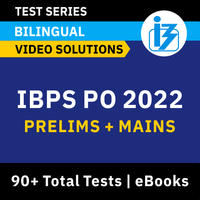 TEST SERIES
BILINGUAL
VIDEO SOLUTIONS
IBPS PO 2022
PRELIMS + MAINS
90+ Total Tests | eBooks